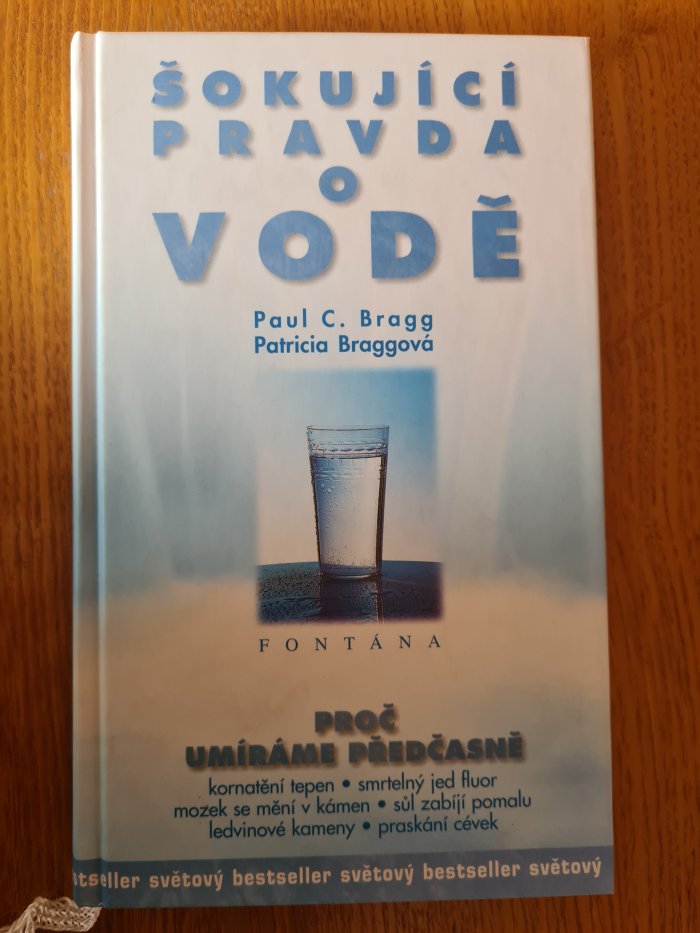 ŠOKUJÍCÍ
PRAVDA
O
VODĚ
Paul C. Bragg
Patricia Braggová
FONTÁNA
PROČ
UMÍRÁME PŘEDČASNĚ
kornatění tepen • smrtelný jed fluor
mozek se mění v kámen • sůl zabíjí pomalu
ledvinové kameny • praskání cévek
stseller světový bestseller světový bestseller světový